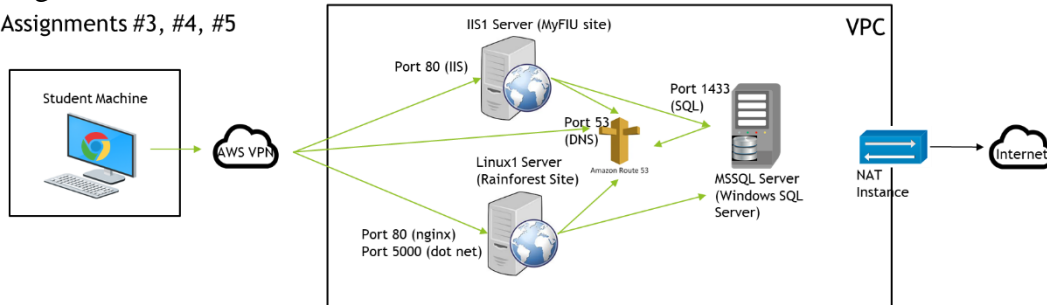 Assignments #3, #4, #5
Student Machine
AWS VPN
IIS1 Server (MyFIU site)
Port 80 (IIS)
VPC
Port 1433
(SQL)
Port 53
(DNS)
Amazon Route 53
Linux1 Server
(Rainforest Site)
Port 80 (nginx)
Port 5000 (dot net)
MSSQL Server
(Windows SQL
Server)
NAT
Instance
Internet